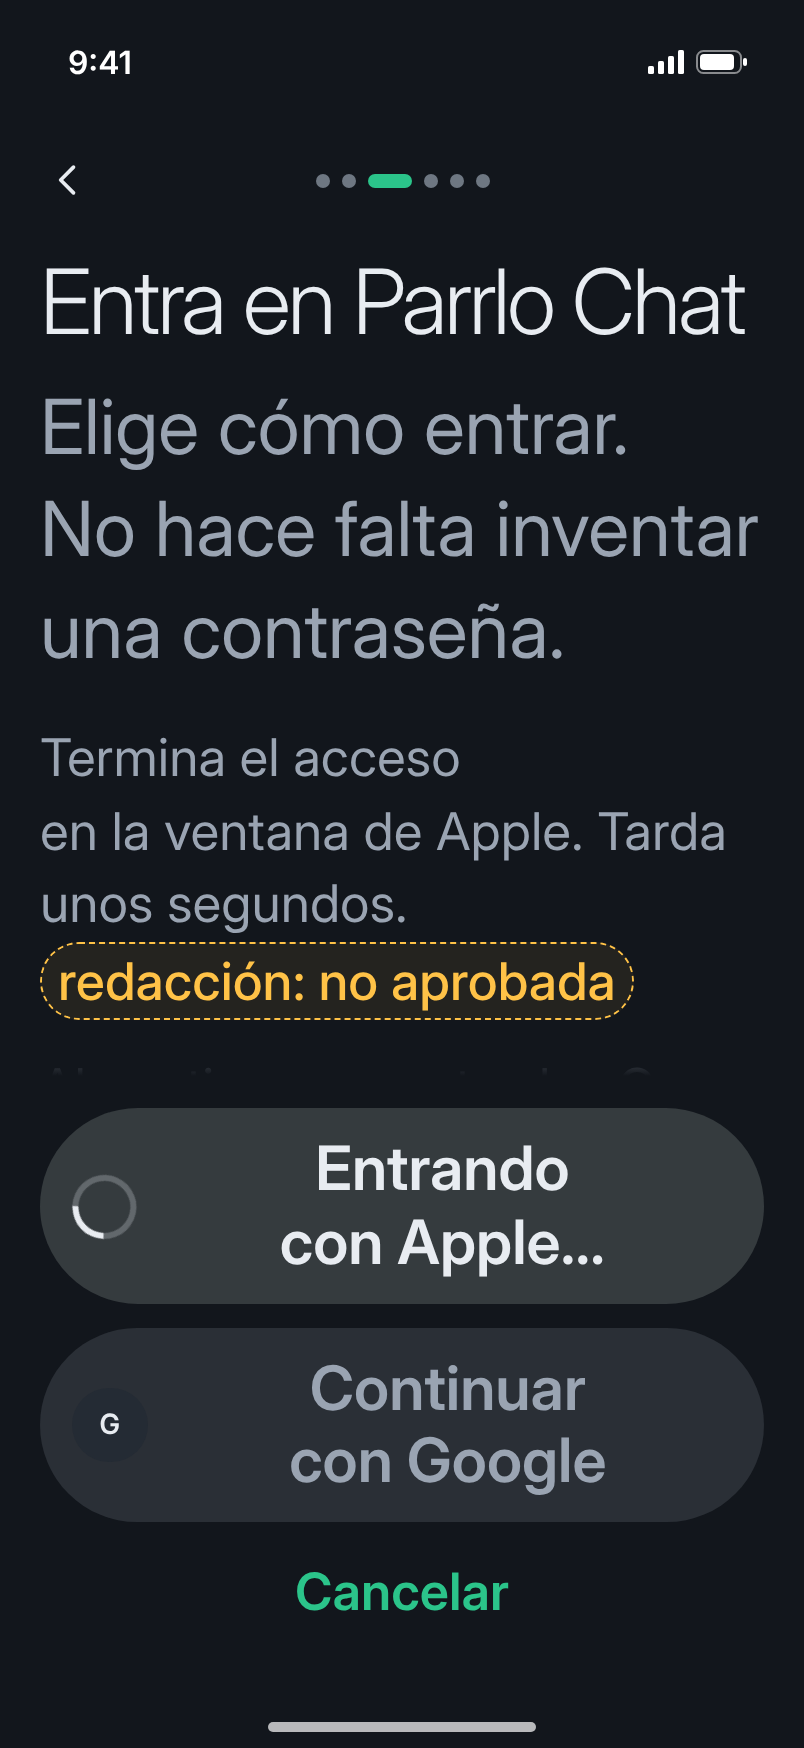 9:41
Entra en Parrlo Chat
Elige cómo entrar.
No hace falta inventar
una contraseña.
Termina el acceso
en la ventana de Apple. Tarda
unos segundos.
redacción: no aprobada
Entrando
con Apple...
G
Continuar
con Google
Cancelar